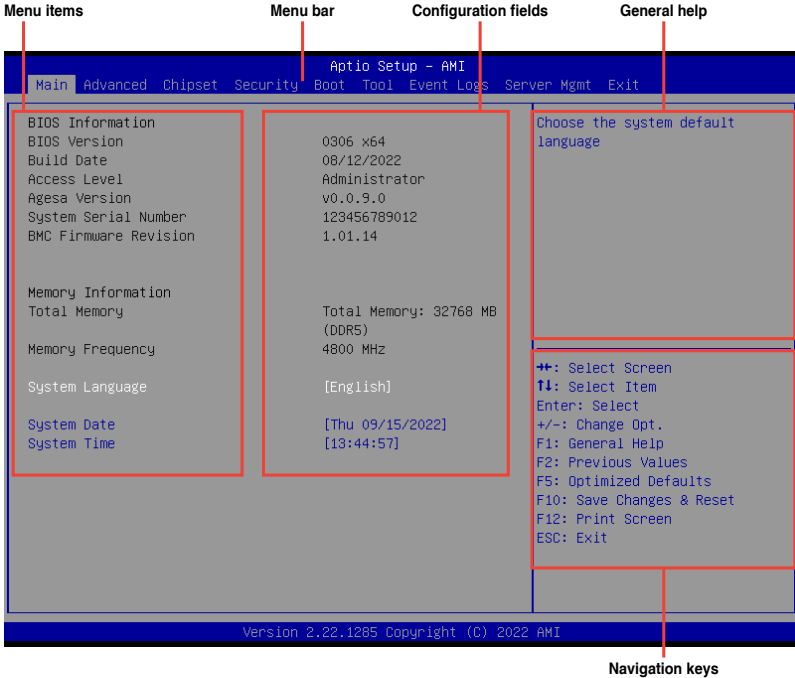 Menu items Menu bar Configuration fields General help
Aptio Setup – AMI
Main Advanced Chipset Security Boot Tool Event Logs Server Mgmt Exit
BIOS Information
BIOS Version 0306 x64
Build Date 08/12/2022
Access Level Administrator
Agesa Version v0.0.9.0
System Serial Number 123456789012
BMC Firmware Revision 1.01.14
Memory Information
Total Memory Total Memory: 32768 MB
(DDR5)
Memory Frequency 4800 MHz
System Language [English]
System Date [Thu 09/15/2022]
System Time [13:44:57]
Choose the system default
language
→←: Select Screen
↑↓: Select Item
Enter: Select
+/-: Change Opt.
F1: General Help
F2: Previous Values
F5: Optimized Defaults
F10: Save Changes & Reset
F12: Print Screen
ESC: Exit
Version 2.22.1285 Copyright (C) 2022 AMI
Navigation keys